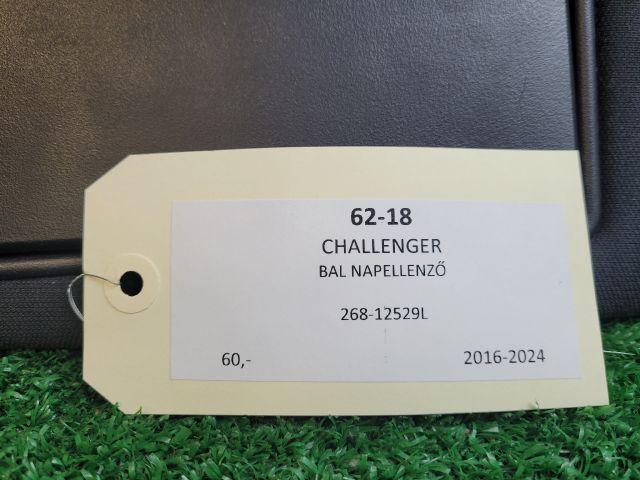 62-18
CHALLENGER
BAL NAPELLENZŐ
268-12529L
60,- 2016-2024